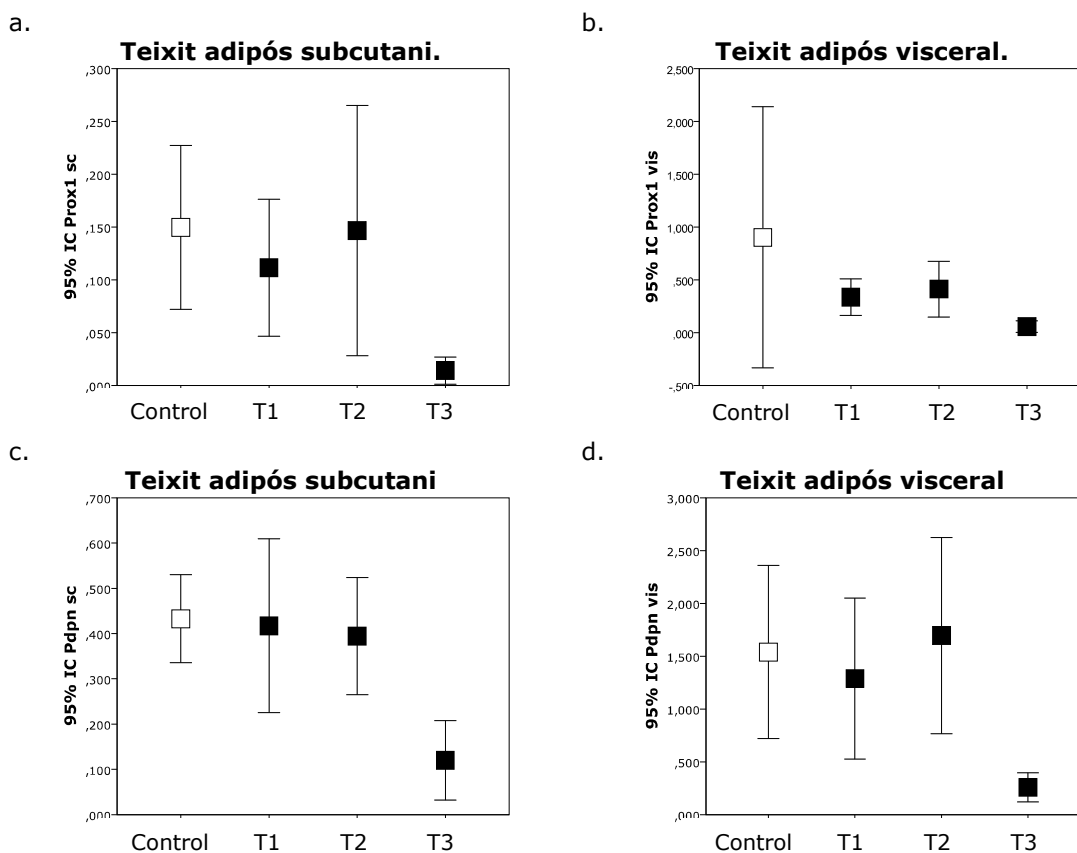 a.
Teixit adipós subcutani.
,300
,250
,200
,150
,100
,050
,000
95% IC Prox1 sc
Control T1 T2 T3
b.
Teixit adipós visceral.
2,500
2,000
1,500
1,000
,500
,000
-,500
95% IC Prox1 vis
Control T1 T2 T3
c.
Teixit adipós subcutani
,700
,600
,500
,400
,300
,200
,100
,000
95% IC Pdpn sc
Control T1 T2 T3
d.
Teixit adipós visceral
3,000
2,500
2,000
1,500
1,000
,500
,000
95% IC Pdpn vis
Control T1 T2 T3